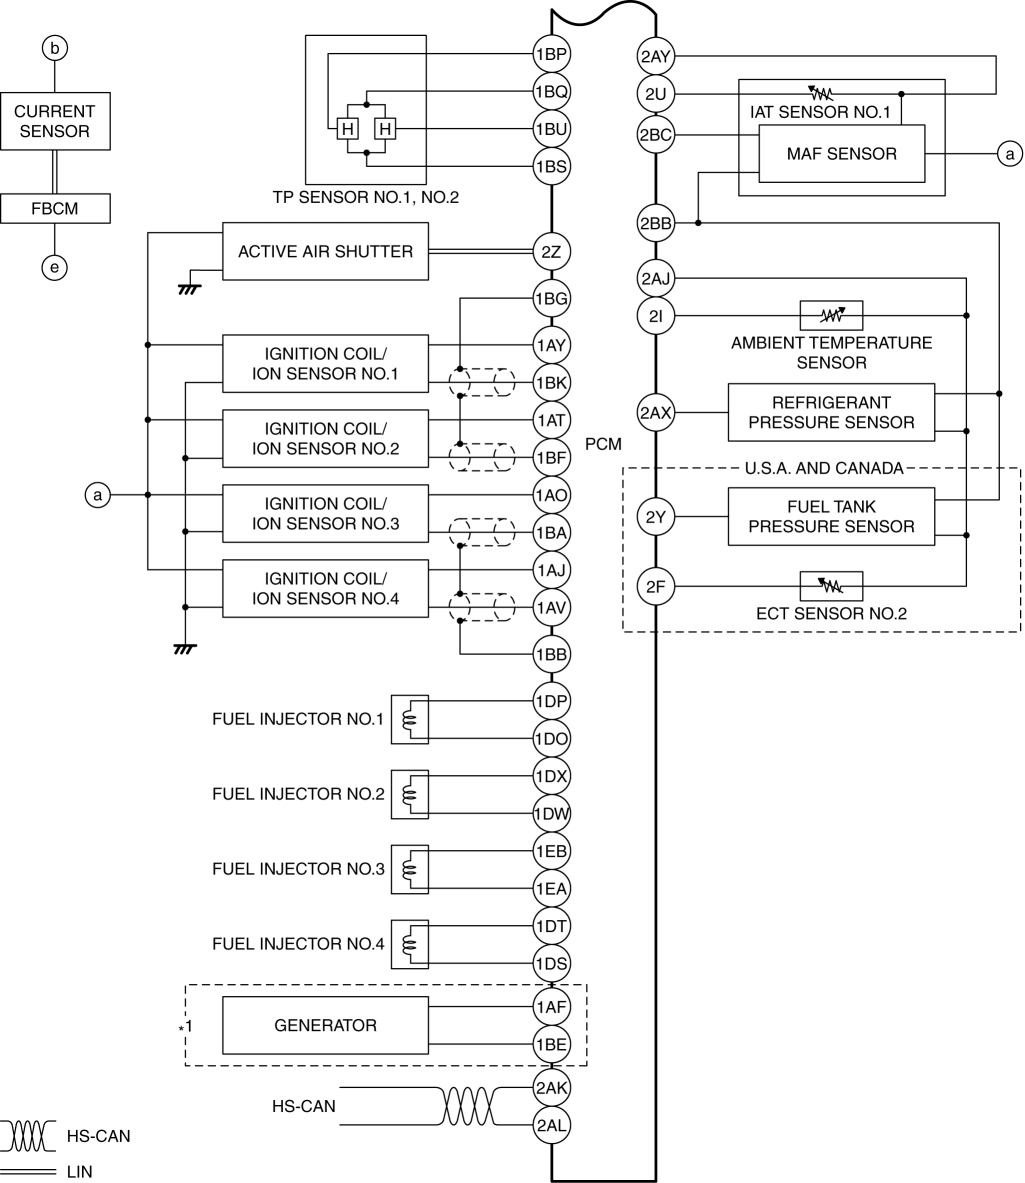 b
CURRENT
SENSOR
FBCM
e
1BP
1BQ
H H
1BU
1BS
TP SENSOR NO.1, NO.2
ACTIVE AIR SHUTTER
2Z
1BG
IGNITION COIL/
ION SENSOR NO.1
1AY
1BK
IGNITION COIL/
ION SENSOR NO.2
1AT
1BF
a
IGNITION COIL/
ION SENSOR NO.3
1AO
1BA
IGNITION COIL/
ION SENSOR NO.4
1AJ
1AV
1BB
FUEL INJECTOR NO.1
1DP
1DO
FUEL INJECTOR NO.2
1DX
1DW
FUEL INJECTOR NO.3
1EB
1EA
FUEL INJECTOR NO.4
1DT
1DS
*1
GENERATOR
1AF
1BE
HS-CAN
2AK
2AL
HS-CAN
LIN
PCM
2AY
2U
IAT SENSOR NO.1
2BC
MAF SENSOR
a
2BB
2AJ
2I
AMBIENT TEMPERATURE
SENSOR
2AX
REFRIGERANT
PRESSURE SENSOR
U.S.A. AND CANADA
2Y
FUEL TANK
PRESSURE SENSOR
2F
ECT SENSOR NO.2